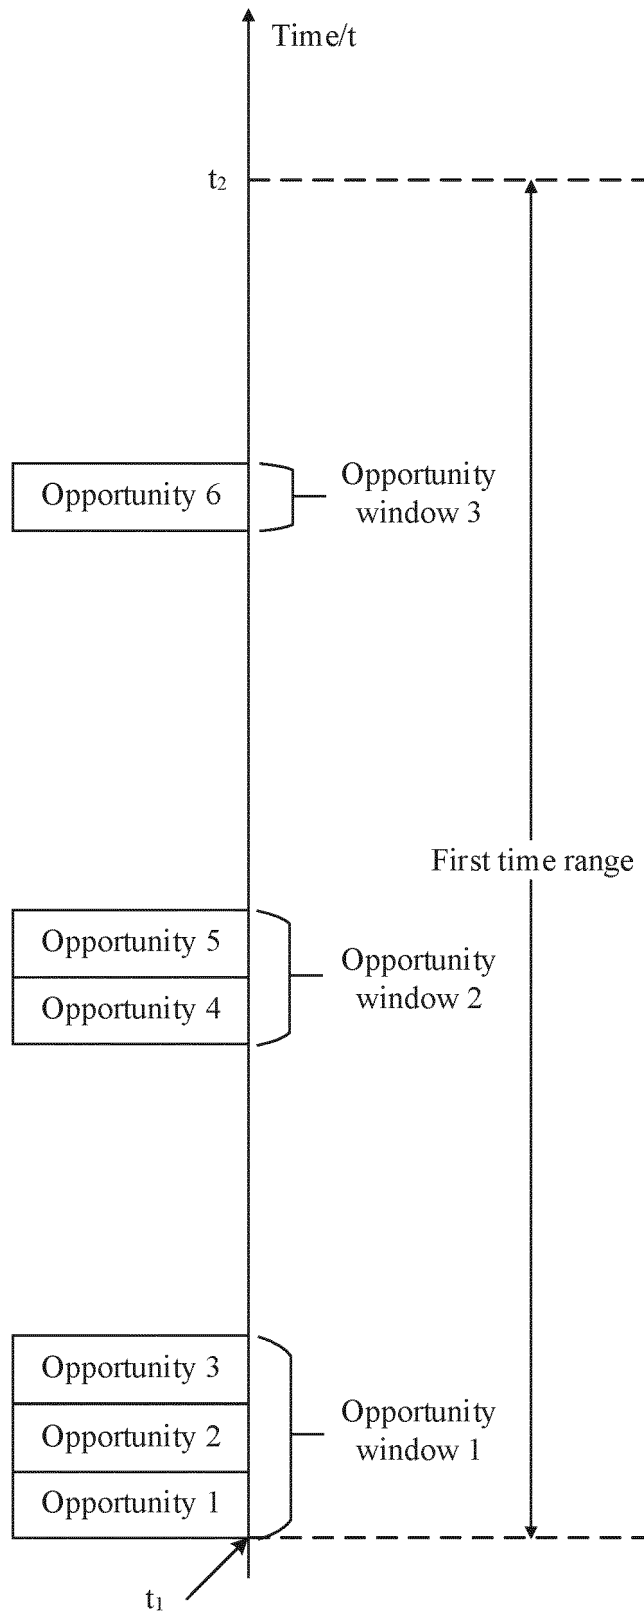 Time/t
t₂
Opportunity 6
Opportunity
window 3
First time range
Opportunity 5
Opportunity 4
Opportunity
window 2
Opportunity 3
Opportunity 2
Opportunity 1
Opportunity
window 1
t₁